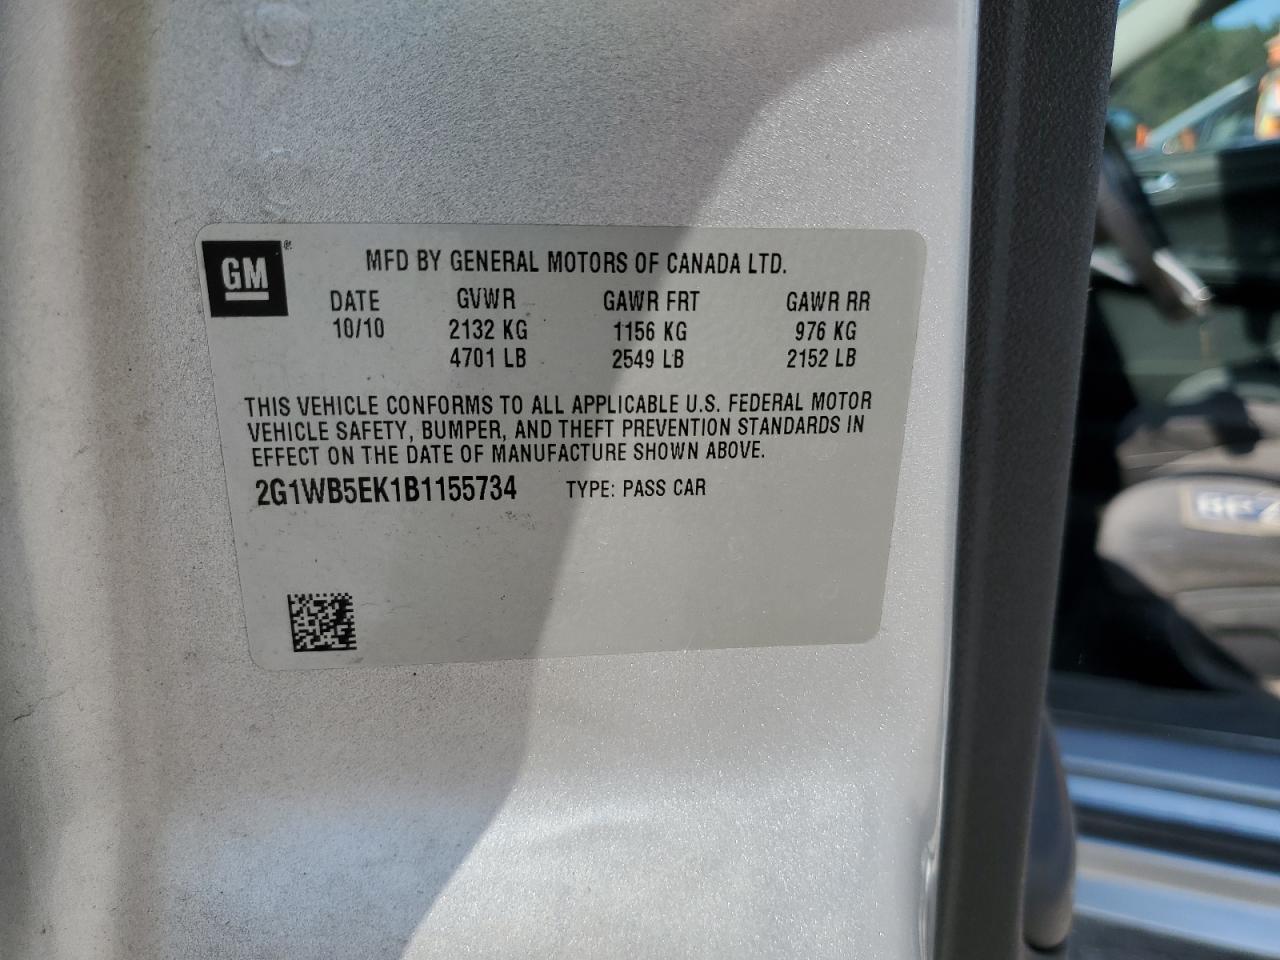 GM®
MFD BY GENERAL MOTORS OF CANADA LTD.
DATE GVWR GAWR FRT GAWR RR
10/10 2132 KG 1156 KG 976 KG
4701 LB 2549 LB 2152 LB
THIS VEHICLE CONFORMS TO ALL APPLICABLE U.S. FEDERAL MOTOR
VEHICLE SAFETY, BUMPER, AND THEFT PREVENTION STANDARDS IN
EFFECT ON THE DATE OF MANUFACTURE SHOWN ABOVE.
2G1WB5EK1B1155734 TYPE: PASS CAR